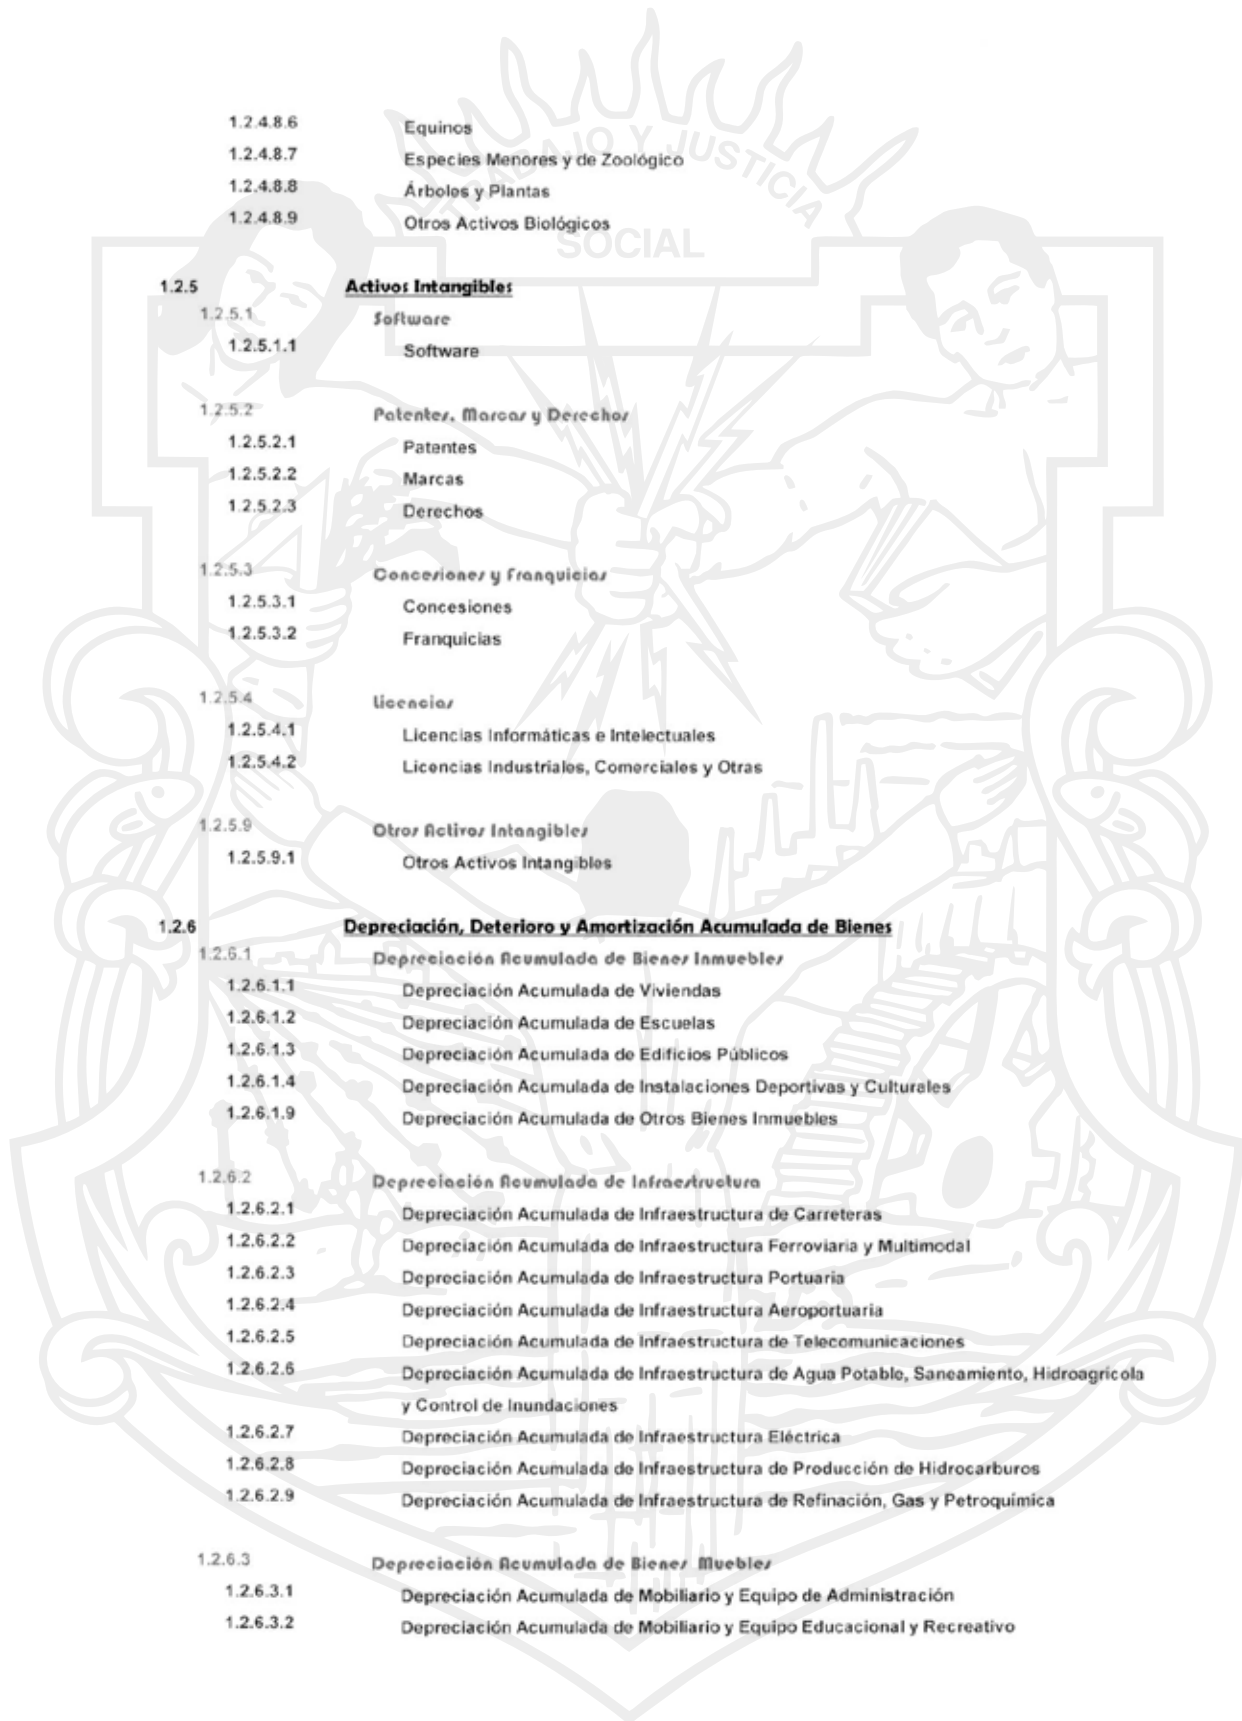 TRABAJO Y JUSTICIA
SOCIAL
1.2.4.8.6 Equinos
1.2.4.8.7 Especies Menores y de Zoológico
1.2.4.8.8 Árboles y Plantas
1.2.4.8.9 Otros Activos Biológicos
1.2.5 Activos Intangibles
1.2.5.1 Software
1.2.5.1.1 Software
1.2.5.2 Patentes, Marcas y Derechos
1.2.5.2.1 Patentes
1.2.5.2.2 Marcas
1.2.5.2.3 Derechos
1.2.5.3 Concesiones y Franquicias
1.2.5.3.1 Concesiones
1.2.5.3.2 Franquicias
1.2.5.4 Licencias
1.2.5.4.1 Licencias Informáticas e Intelectuales
1.2.5.4.2 Licencias Industriales, Comerciales y Otras
1.2.5.9 Otros Activos Intangibles
1.2.5.9.1 Otros Activos Intangibles
1.2.6 Depreciación, Deterioro y Amortización Acumulada de Bienes
1.2.6.1 Depreciación Acumulada de Bienes Inmuebles
1.2.6.1.1 Depreciación Acumulada de Viviendas
1.2.6.1.2 Depreciación Acumulada de Escuelas
1.2.6.1.3 Depreciación Acumulada de Edificios Públicos
1.2.6.1.4 Depreciación Acumulada de Instalaciones Deportivas y Culturales
1.2.6.1.9 Depreciación Acumulada de Otros Bienes Inmuebles
1.2.6.2 Depreciación Acumulada de Infraestructura
1.2.6.2.1 Depreciación Acumulada de Infraestructura de Carreteras
1.2.6.2.2 Depreciación Acumulada de Infraestructura Ferroviaria y Multimodal
1.2.6.2.3 Depreciación Acumulada de Infraestructura Portuaria
1.2.6.2.4 Depreciación Acumulada de Infraestructura Aeroportuaria
1.2.6.2.5 Depreciación Acumulada de Infraestructura de Telecomunicaciones
1.2.6.2.6 Depreciación Acumulada de Infraestructura de Agua Potable, Saneamiento, Hidroagrícola
y Control de Inundaciones
1.2.6.2.7 Depreciación Acumulada de Infraestructura Eléctrica
1.2.6.2.8 Depreciación Acumulada de Infraestructura de Producción de Hidrocarburos
1.2.6.2.9 Depreciación Acumulada de Infraestructura de Refinación, Gas y Petroquímica
1.2.6.3 Depreciación Acumulada de Bienes Muebles
1.2.6.3.1 Depreciación Acumulada de Mobiliario y Equipo de Administración
1.2.6.3.2 Depreciación Acumulada de Mobiliario y Equipo Educacional y Recreativo